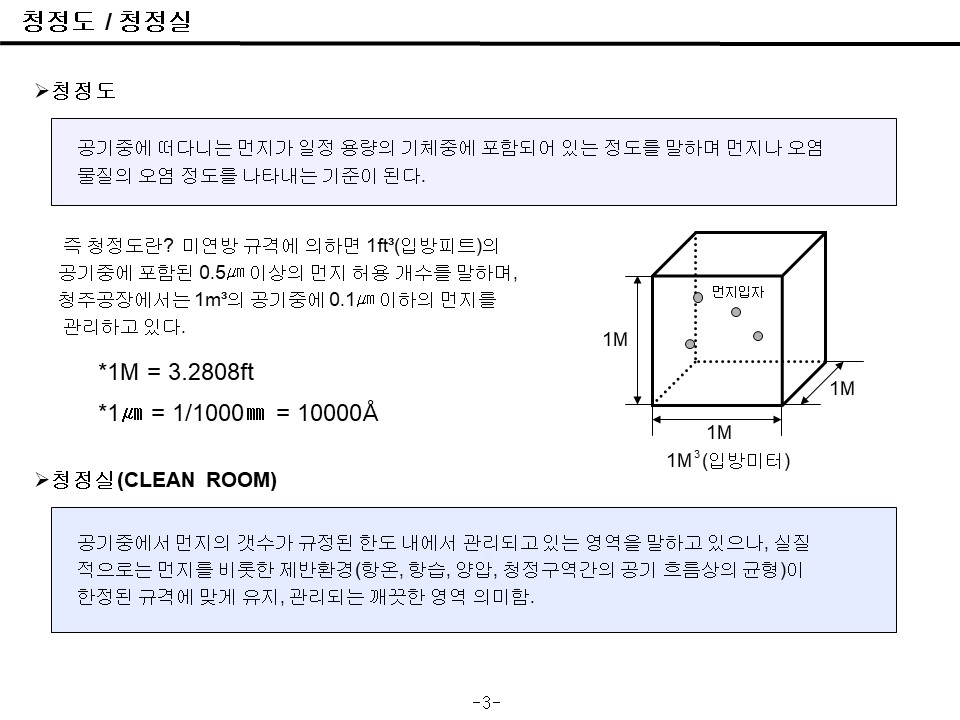 청정도 / 청정실
➢청정도
공기중에 떠다니는 먼지가 일정 용량의 기체중에 포함되어 있는 정도를 말하며 먼지나 오염
물질의 오염 정도를 나타내는 기준이 된다.
즉 청정도란? 미연방 규격에 의하면 1ft³(입방피트)의
공기중에 포함된 0.5㎛이상의 먼지 허용 개수를 말하며,
청주공장에서는 1m³의 공기중에 0.1㎛이하의 먼지를
관리하고 있다.
*1M = 3.2808ft
*1㎛ = 1/1000㎜ = 10000Å
먼지입자
1M
1M
1M
1M³(입방미터)
➢청정실(CLEAN ROOM)
공기중에서 먼지의 갯수가 규정된 한도 내에서 관리되고 있는 영역을 말하고 있으나, 실질
적으로는 먼지를 비롯한 제반환경(항온, 항습, 양압, 청정구역간의 공기 흐름상의 균형)이
한정된 규격에 맞게 유지, 관리되는 깨끗한 영역 의미함.
-3-